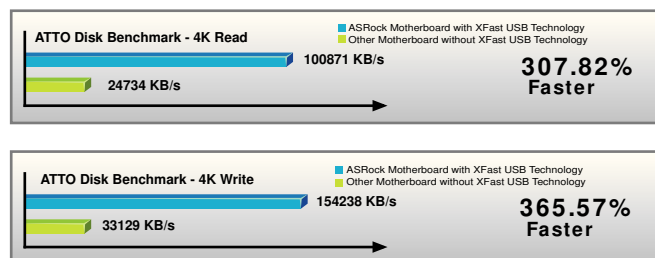 ATTO Disk Benchmark - 4K Read
ASRock Motherboard with XFast USB Technology
Other Motherboard without XFast USB Technology
100871 KB/s
24734 KB/s
307.82%
Faster
ATTO Disk Benchmark - 4K Write
ASRock Motherboard with XFast USB Technology
Other Motherboard without XFast USB Technology
154238 KB/s
33129 KB/s
365.57%
Faster